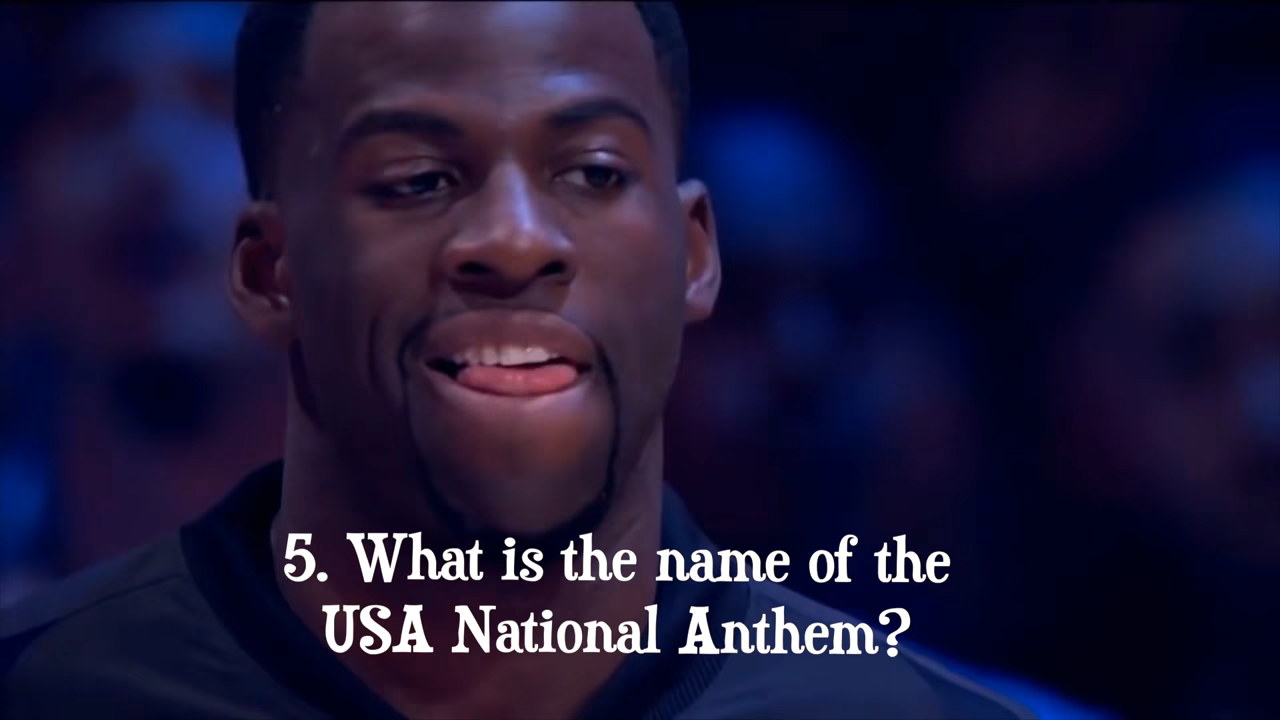 5. What is the name of the
USA National Anthem?